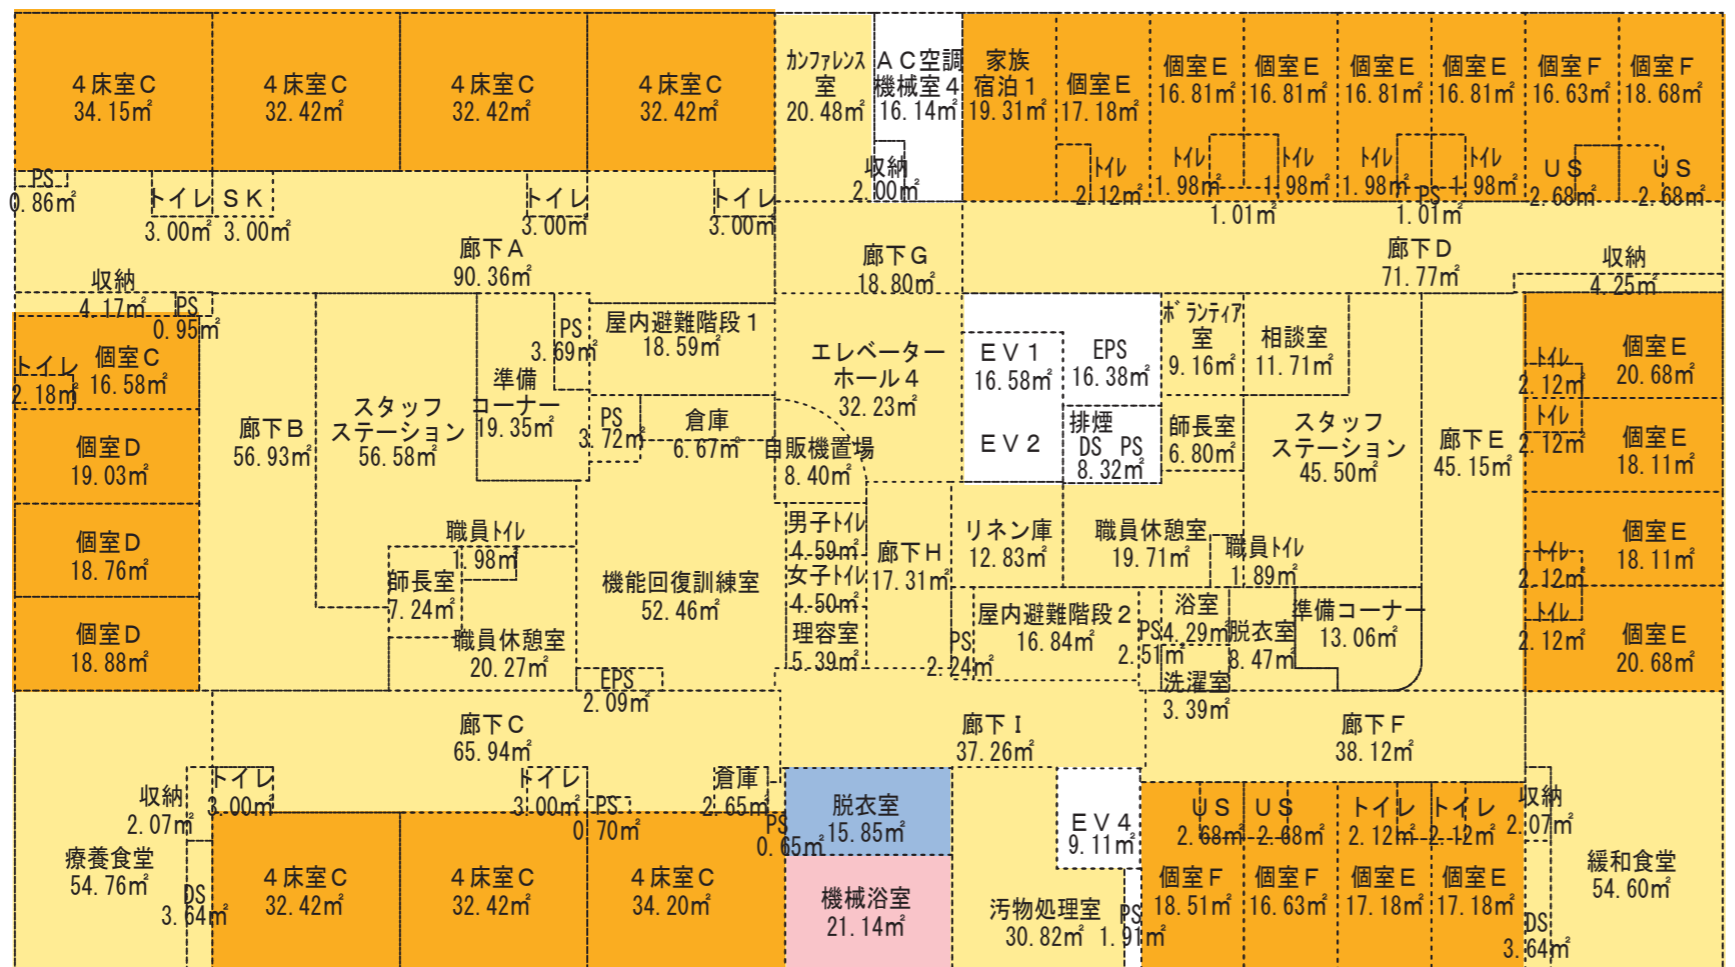 ４床室Ｃ
34.15㎡
４床室Ｃ
32.42㎡
４床室Ｃ
32.42㎡
４床室Ｃ
32.42㎡
ｶﾝﾌｧﾚﾝｽ
室
20.48㎡
ＡＣ空調
機械室４
16.14㎡
収納
2.00㎡
家族
宿泊１
19.31㎡
個室Ｅ
17.18㎡
個室Ｅ
16.81㎡
個室Ｅ
16.81㎡
個室Ｅ
16.81㎡
個室Ｅ
16.81㎡
個室Ｆ
16.63㎡
個室Ｆ
18.68㎡
PS
0.86㎡
トイレ
3.00㎡
ＳＫ
3.00㎡
トイレ
3.00㎡
トイレ
3.00㎡
ﾄｲﾚ
2.12㎡
ﾄｲﾚ
1.98㎡
ﾄｲﾚ
1.98㎡
1.01㎡
ﾄｲﾚ
1.98㎡
ﾄｲﾚ
1.98㎡
PS
1.01㎡
ＵＳ
2.68㎡
ＵＳ
2.68㎡
廊下Ａ
90.36㎡
廊下Ｇ
18.80㎡
廊下Ｄ
71.77㎡
収納
4.25㎡
収納
4.17㎡
PS
0.95㎡
個室Ｃ
16.58㎡
トイレ
2.18㎡
個室Ｄ
19.03㎡
個室Ｄ
18.76㎡
個室Ｄ
18.88㎡
廊下Ｂ
56.93㎡
スタッフ
ステーション
56.58㎡
準備
コーナー
19.35㎡
PS
3.69㎡
屋内避難階段１
18.59㎡
PS
3.72㎡
倉庫
6.67㎡
エレベーター
ホール４
32.23㎡
自販機置場
8.40㎡
ＥＶ１
16.58㎡
ＥＶ２
EPS
16.38㎡
排煙
DS PS
8.32㎡
ﾎﾞﾗﾝﾃｨｱ
室
9.16㎡
相談室
11.71㎡
師長室
6.80㎡
スタッフ
ステーション
45.50㎡
廊下Ｅ
45.15㎡
ﾄｲﾚ
2.12㎡
個室Ｅ
20.68㎡
ﾄｲﾚ
2.12㎡
個室Ｅ
18.11㎡
ﾄｲﾚ
2.12㎡
個室Ｅ
18.11㎡
ﾄｲﾚ
2.12㎡
個室Ｅ
20.68㎡
職員ﾄｲﾚ
1.98㎡
師長室
7.24㎡
職員休憩室
20.27㎡
機能回復訓練室
52.46㎡
EPS
2.09㎡
男子ﾄｲﾚ
4.59㎡
女子ﾄｲﾚ
4.50㎡
理容室
5.39㎡
廊下Ｈ
17.31㎡
リネン庫
12.83㎡
職員休憩室
19.71㎡
職員ﾄｲﾚ
1.89㎡
PS
2.24㎡
屋内避難階段２
16.84㎡
PS
2.51㎡
浴室
4.29㎡
脱衣室
8.47㎡
準備コーナー
13.06㎡
洗濯室
3.39㎡
廊下Ｃ
65.94㎡
廊下Ｉ
37.26㎡
廊下Ｆ
38.12㎡
収納
2.07㎡
トイレ
3.00㎡
トイレ
3.00㎡
PS
0.70㎡
倉庫
2.65㎡
PS
0.65㎡
脱衣室
15.85㎡
機械浴室
21.14㎡
療養食堂
54.76㎡
DS
3.64㎡
４床室Ｃ
32.42㎡
４床室Ｃ
32.42㎡
４床室Ｃ
34.20㎡
汚物処理室
30.82㎡
ＥＶ４
9.11㎡
PS
1.91㎡
ＵＳ
2.68㎡
ＵＳ
2.68㎡
トイレ
2.12㎡
トイレ
2.12㎡
個室Ｆ
18.51㎡
個室Ｆ
16.63㎡
個室Ｅ
17.18㎡
個室Ｅ
17.18㎡
収納
2.07㎡
緩和食堂
54.60㎡
DS
3.64㎡